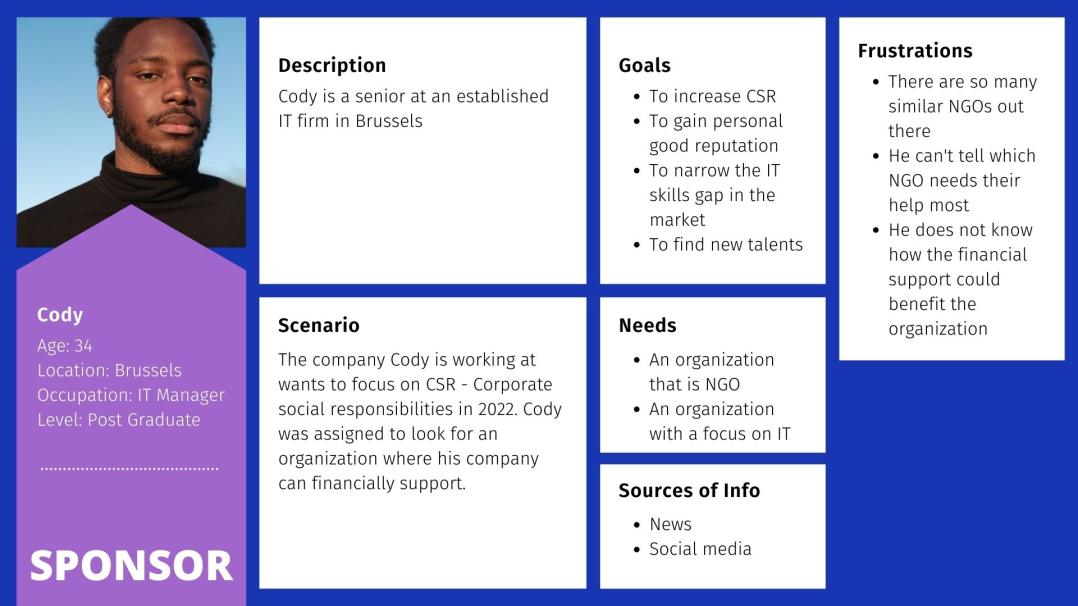 Cody
Age: 34
Location: Brussels
Occupation: IT Manager
Level: Post Graduate
SPONSOR
Description
Cody is a senior at an established
IT firm in Brussels
Scenario
The company Cody is working at
wants to focus on CSR - Corporate
social responsibilities in 2022. Cody
was assigned to look for an
organization where his company
can financially support.
Goals
• To increase CSR
• To gain personal
good reputation
• To narrow the IT
skills gap in the
market
• To find new talents
Needs
• An organization
that is NGO
• An organization
with a focus on IT
Sources of Info
• News
• Social media
Frustrations
• There are so many
similar NGOs out
there
• He can't tell which
NGO needs their
help most
• He does not know
how the financial
support could
benefit the
organization